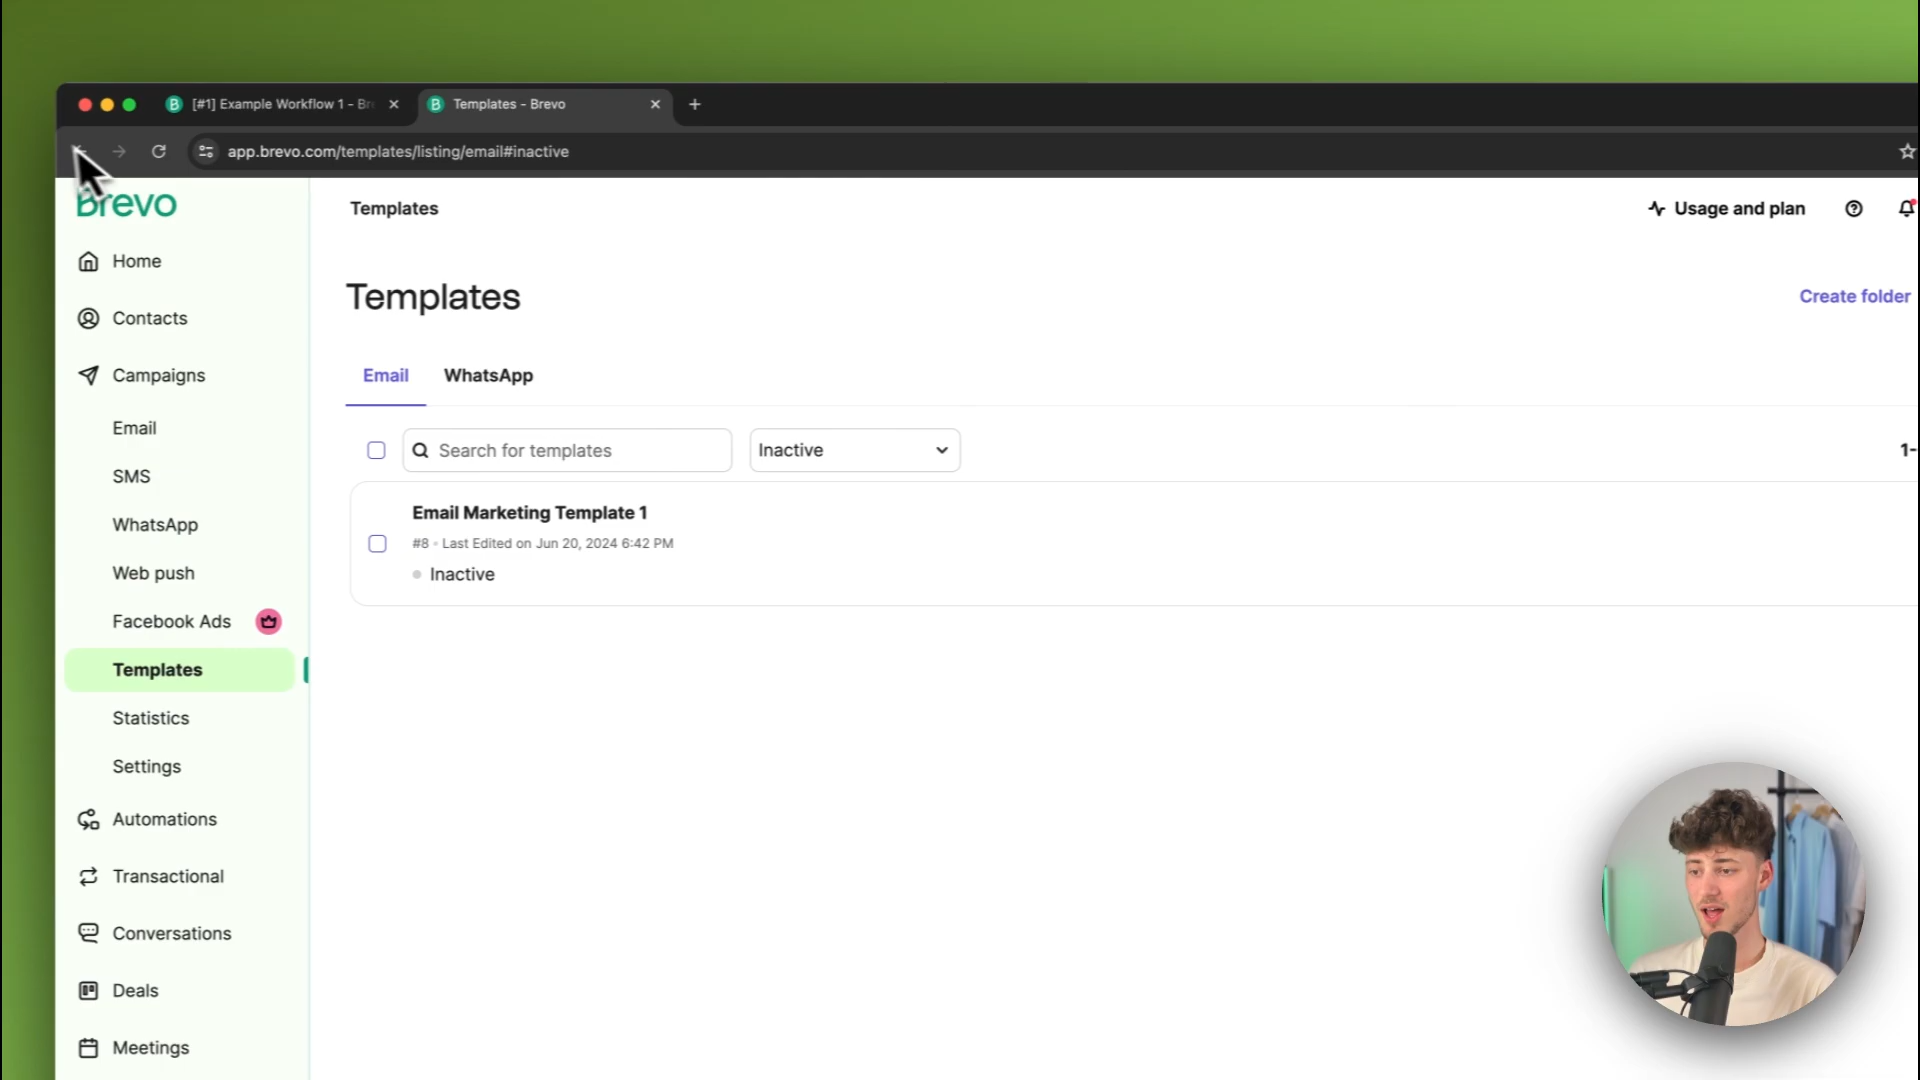 [#1] Example Workflow 1 - Br
Templates - Brevo
app.brevo.com/templates/listing/email#inactive
Brevo
Templates
Usage and plan
Home
Contacts
Campaigns
Email
SMS
WhatsApp
Web push
Facebook Ads
Templates
Statistics
Settings
Automations
Transactional
Conversations
Deals
Meetings
Templates
Create folder
Email
WhatsApp
Search for templates
Inactive
1-
Email Marketing Template 1
#8 • Last Edited on Jun 20, 2024 6:42 PM
Inactive